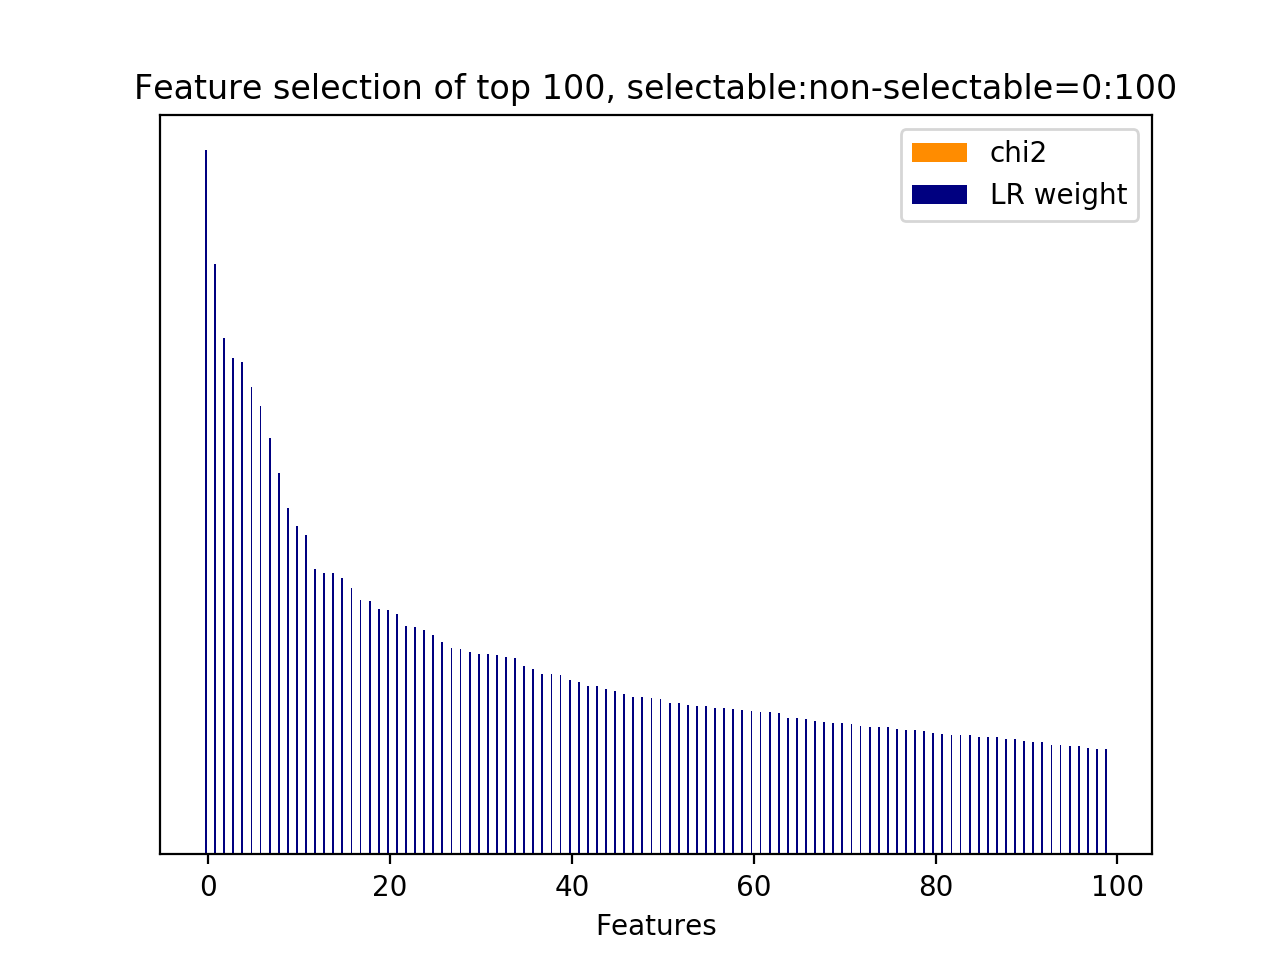 Feature selection of top 100, selectable:non-selectable=0:100
chi2
LR weight
0 20 40 60 80 100
Features